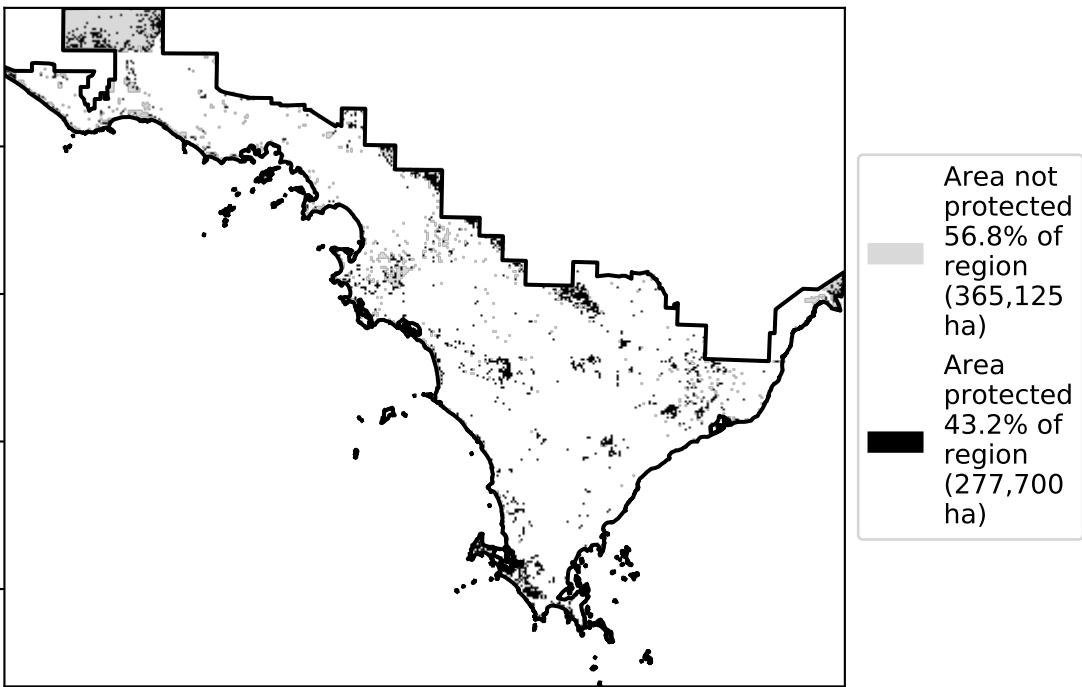 Area not
protected
56.8% of
region
(365,125
ha)
Area
protected
43.2% of
region
(277,700
ha)